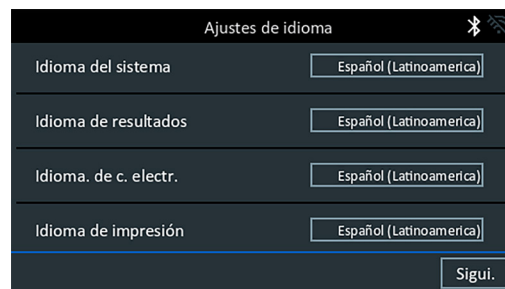 Ajustes de idioma
Idioma del sistema Español (Latinoamerica)
Idioma de resultados Español (Latinoamerica)
Idioma. de c. electr. Español (Latinoamerica)
Idioma de impresión Español (Latinoamerica)
Sigui.